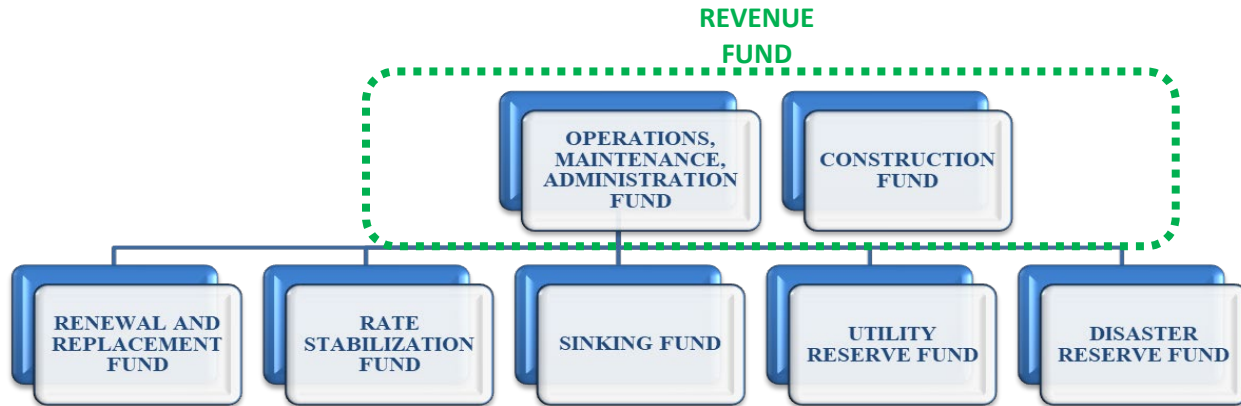 REVENUE
FUND
OPERATIONS,
MAINTENANCE,
ADMINISTRATION
FUND
CONSTRUCTION
FUND
RENEWAL AND
REPLACEMENT
FUND
RATE
STABILIZATION
FUND
SINKING FUND
UTILITY
RESERVE FUND
DISASTER
RESERVE FUND